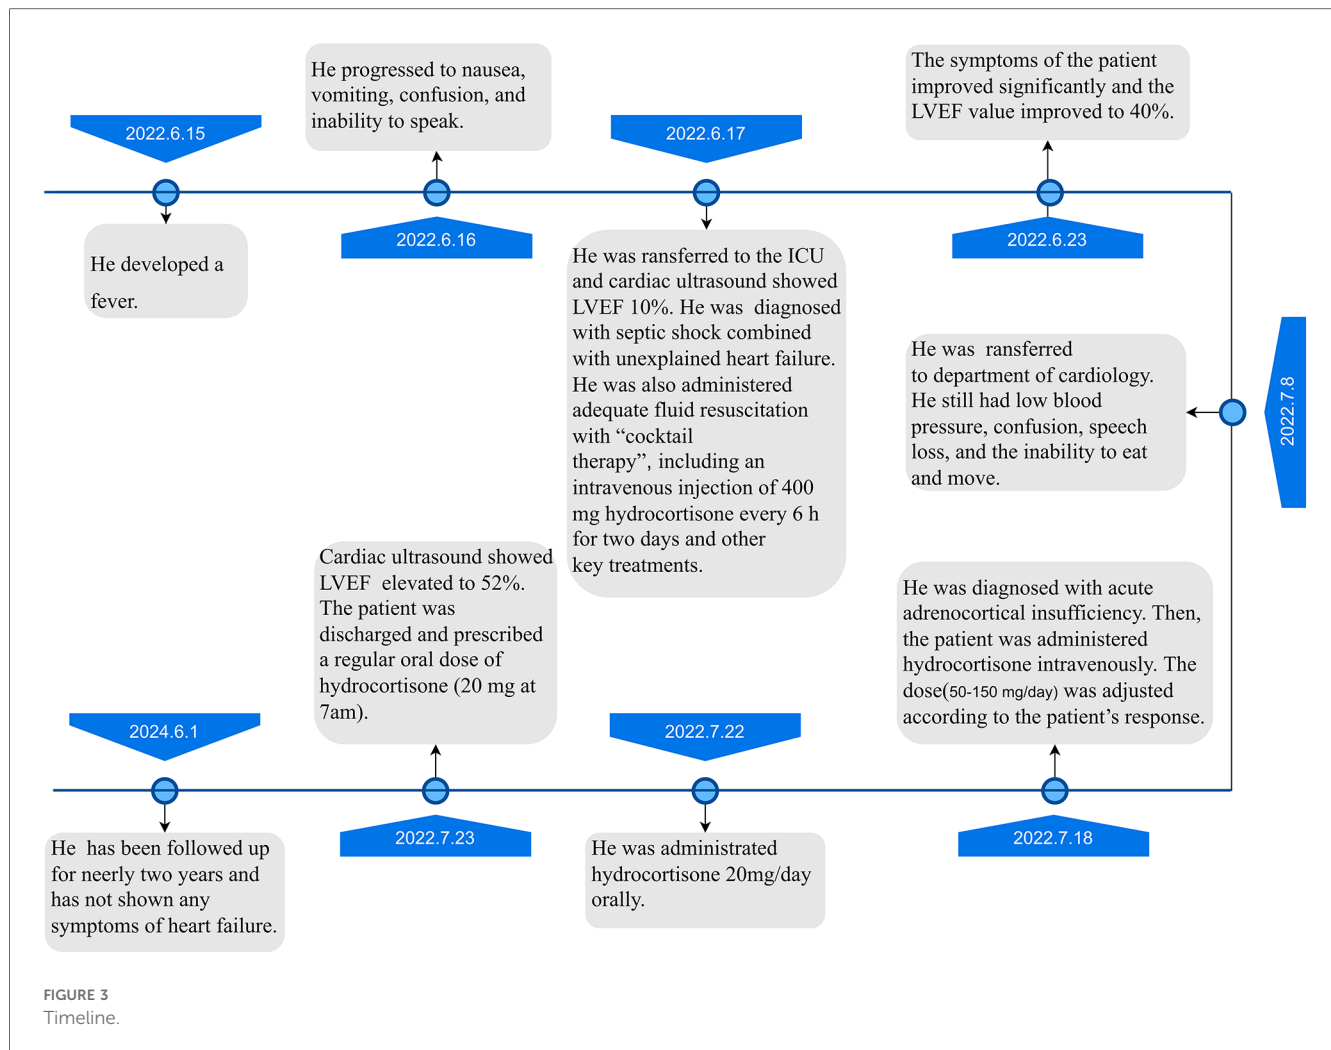 2022.6.15
He developed a
fever.
He progressed to nausea,
vomiting, confusion, and
inability to speak.
2022.6.16
2022.6.17
He was ransferred to the ICU
and cardiac ultrasound showed
LVEF 10%. He was  diagnosed
with septic shock combined
with unexplained heart failure.
He was also administered
adequate fluid resuscitation
with “cocktail
therapy”, including an
intravenous injection of 400
mg hydrocortisone every 6 h
for two days and other
key treatments.
The symptoms of the patient
improved significantly and the
LVEF value improved to 40%.
2022.6.23
2022.7.8
He was  ransferred
to department of cardiology.
He still had low blood
pressure, confusion, speech
loss, and the inability to eat
and move.
He was diagnosed with acute
adrenocortical insufficiency. Then,
the patient was administered
hydrocortisone intravenously. The
dose(50-150 mg/day) was adjusted
according to the patient’s response.
2022.7.18
2022.7.22
He was administrated
hydrocortisone 20mg/day
orally.
Cardiac ultrasound showed
LVEF  elevated to 52%.
The patient was
discharged and prescribed
a regular oral dose of
hydrocortisone (20 mg at
7am).
2022.7.23
2024.6.1
He  has been followed up
for neerly two years and
has not shown any
symptoms of heart failure.
FIGURE 3
Timeline.